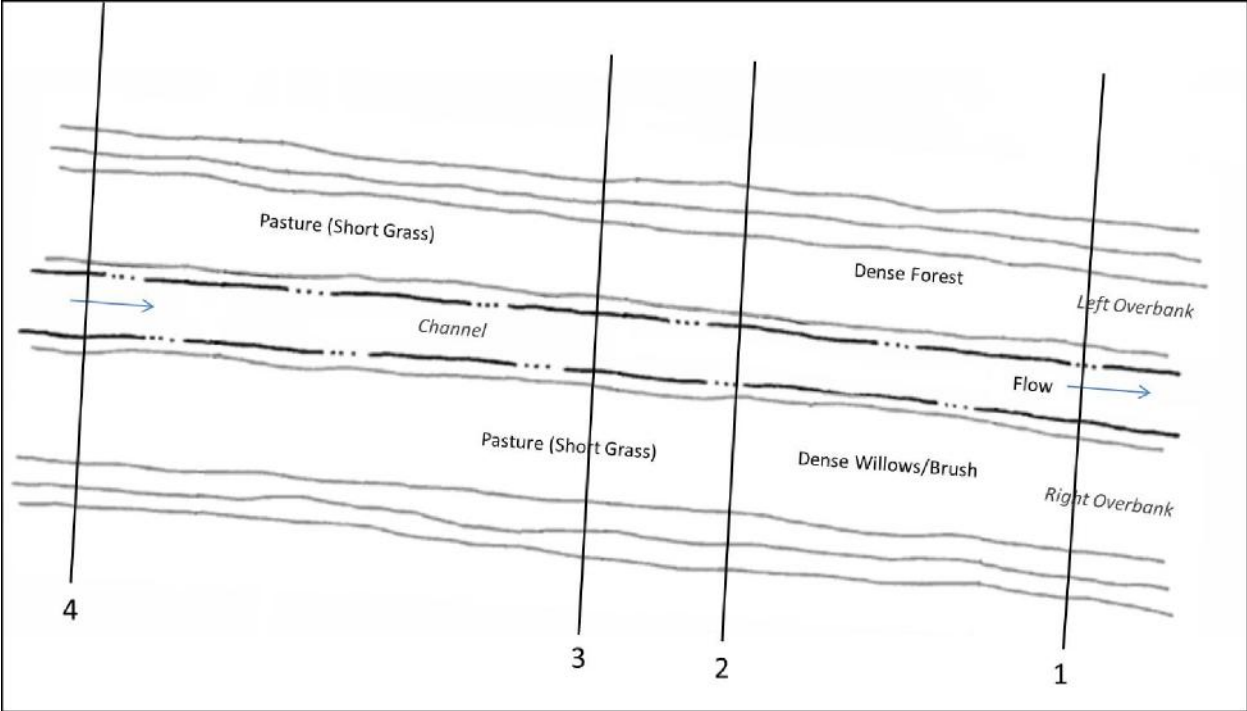 Pasture (Short Grass)
Dense Forest
Left Overbank
Channel
Flow
Pasture (Short Grass)
Dense Willows/Brush
Right Overbank
4
3
2
1